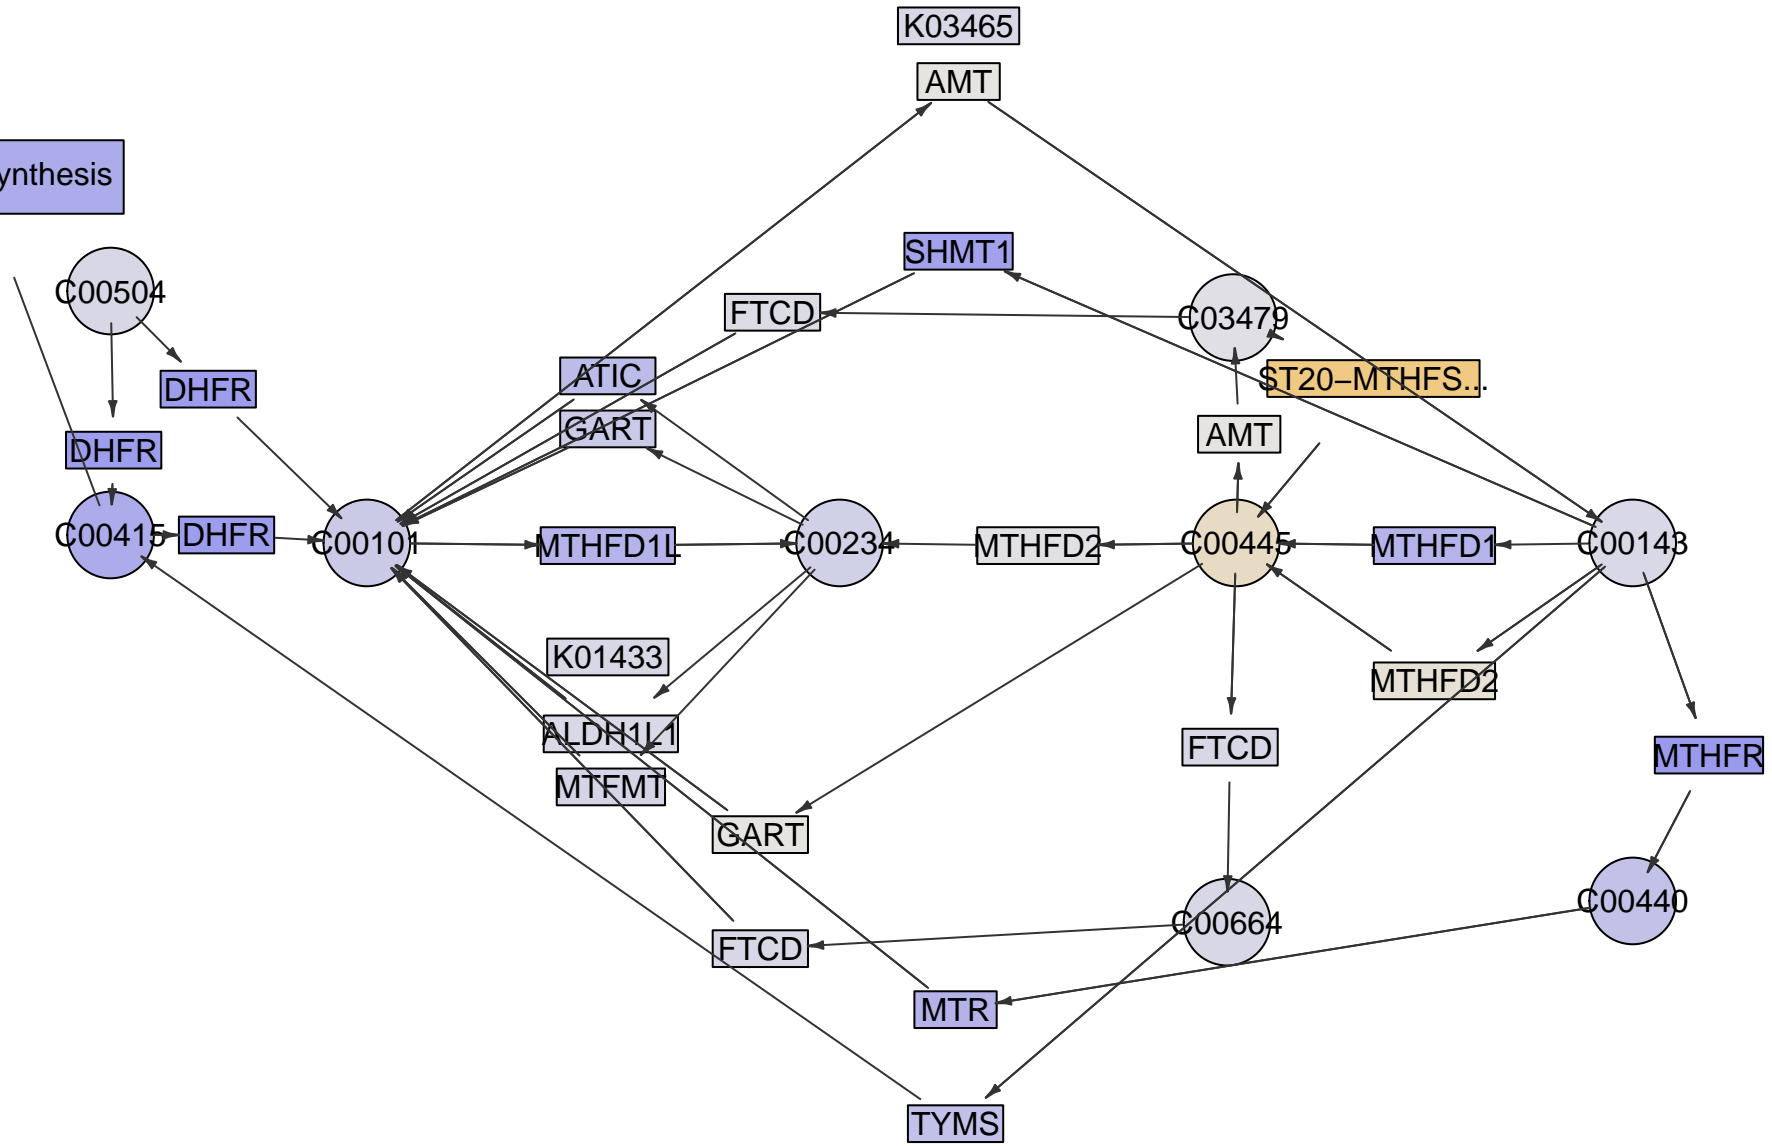 K03465
AMT
ynthesis
SHMT1
C00504
FTCD
C03479
ATIC
ST20−MTHFS...
DHFR
GART
AMT
DHFR
C00415
DHFR
C00101
MTHFD1L
C00234
MTHFD2
C00445
MTHFD1
C00143
K01433
MTHFD2
ALDH1L1
FTCD
MTHFR
MTFMT
GART
C00440
C00664
FTCD
MTR
TYMS